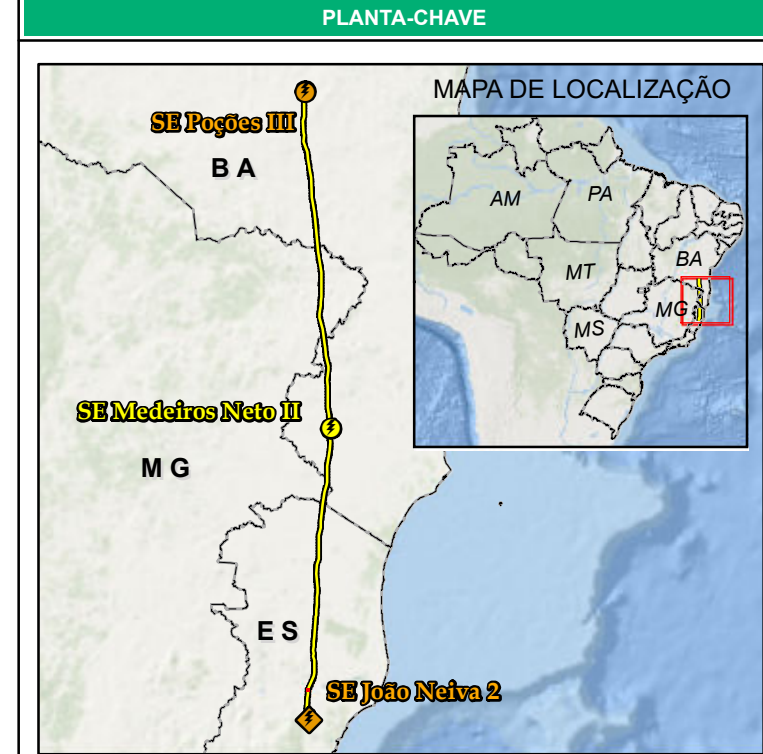 PLANTA-CHAVE
MAPA DE LOCALIZAÇÃO
SE Poções III
B A
AM
PA
BA
MT
MG
MS
SE Medeiros Neto II
M G
E S
SE João Neiva 2